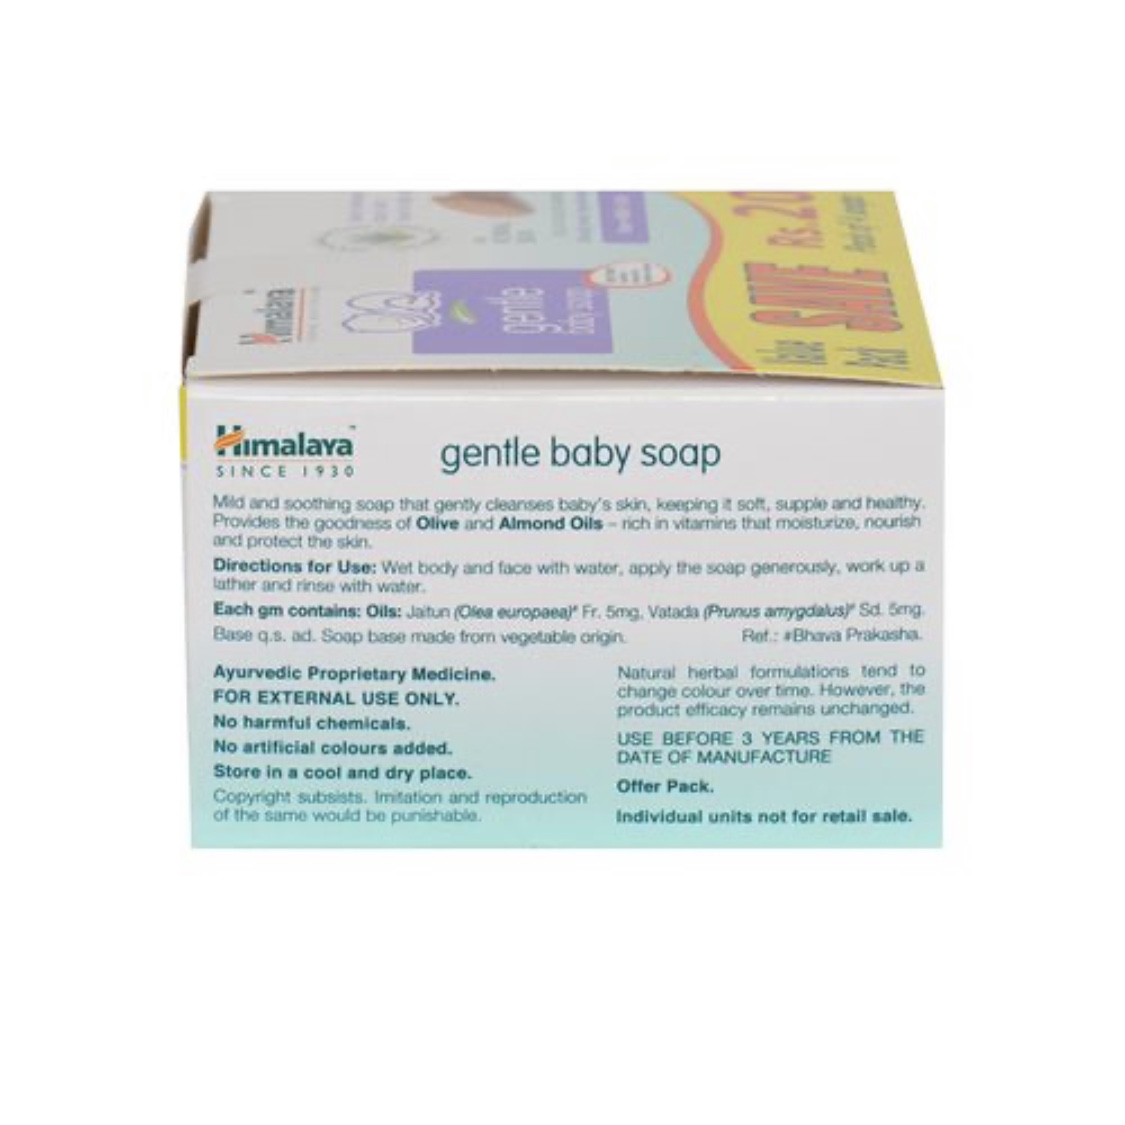 Himalaya
gentle
baby soap
Value
Pack
SAVE
Rs. 20
Himalaya™
SINCE 1930
gentle baby soap
Mild and soothing soap that gently cleanses baby's skin, keeping it soft, supple and healthy.
Provides the goodness of Olive and Almond Oils – rich in vitamins that moisturize, nourish
and protect the skin.
Directions for Use: Wet body and face with water, apply the soap generously, work up a
lather and rinse with water.
Each gm contains: Oils: Jaitun (Olea europaea)# Fr. 5mg, Vatada (Prunus amygdalus)# Sd. 5mg.
Base q.s. ad. Soap base made from vegetable origin. Ref.: #Bhava Prakasha.
Ayurvedic Proprietary Medicine.
FOR EXTERNAL USE ONLY.
No harmful chemicals.
No artificial colours added.
Store in a cool and dry place.
Copyright subsists. Imitation and reproduction
of the same would be punishable.
Natural herbal formulations tend to
change colour over time. However, the
product efficacy remains unchanged.
USE BEFORE 3 YEARS FROM THE
DATE OF MANUFACTURE
Offer Pack.
Individual units not for retail sale.